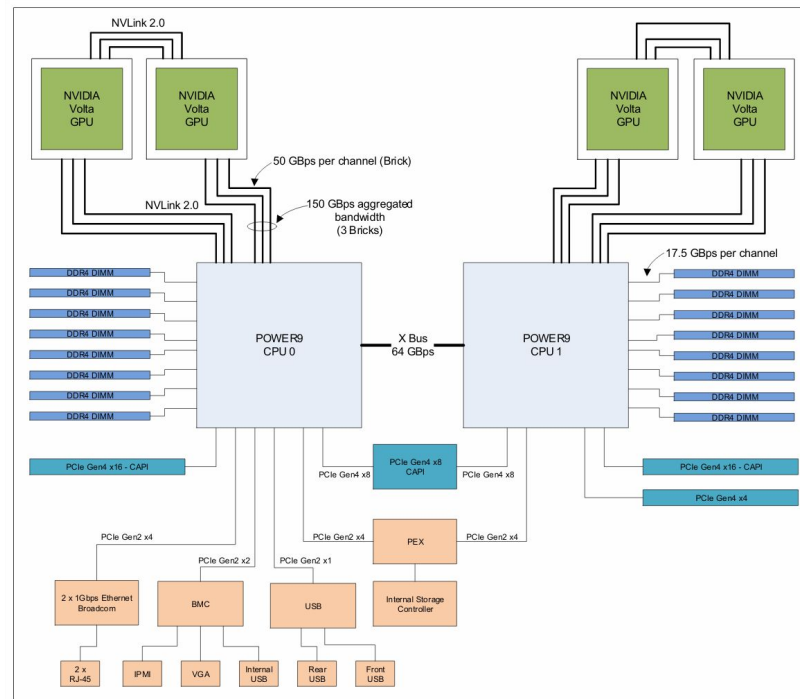 NVLink 2.0
NVIDIA
Volta
GPU
NVIDIA
Volta
GPU
NVIDIA
Volta
GPU
NVIDIA
Volta
GPU
50 GBps per channel (Brick)
NVLink 2.0
150 GBps aggregated
bandwidth
(3 Bricks)
17.5 GBps per channel
DDR4 DIMM
DDR4 DIMM
DDR4 DIMM
DDR4 DIMM
DDR4 DIMM
DDR4 DIMM
DDR4 DIMM
DDR4 DIMM
POWER9
CPU 0
X Bus
64 GBps
POWER9
CPU 1
DDR4 DIMM
DDR4 DIMM
DDR4 DIMM
DDR4 DIMM
DDR4 DIMM
DDR4 DIMM
DDR4 DIMM
DDR4 DIMM
PCIe Gen4 x16 - CAPI
PCIe Gen4 x8
PCIe Gen4 x8
CAPI
PCIe Gen4 x8
PCIe Gen4 x16 - CAPI
PCIe Gen4 x4
PCIe Gen2 x4
PCIe Gen2 x4
PEX
PCIe Gen2 x4
PCIe Gen2 x2
PCIe Gen2 x1
2 x 1Gbps Ethernet
Broadcom
BMC
USB
Internal Storage
Controller
2 x
RJ-45
IPMI
VGA
Internal
USB
Rear
USB
Front
USB